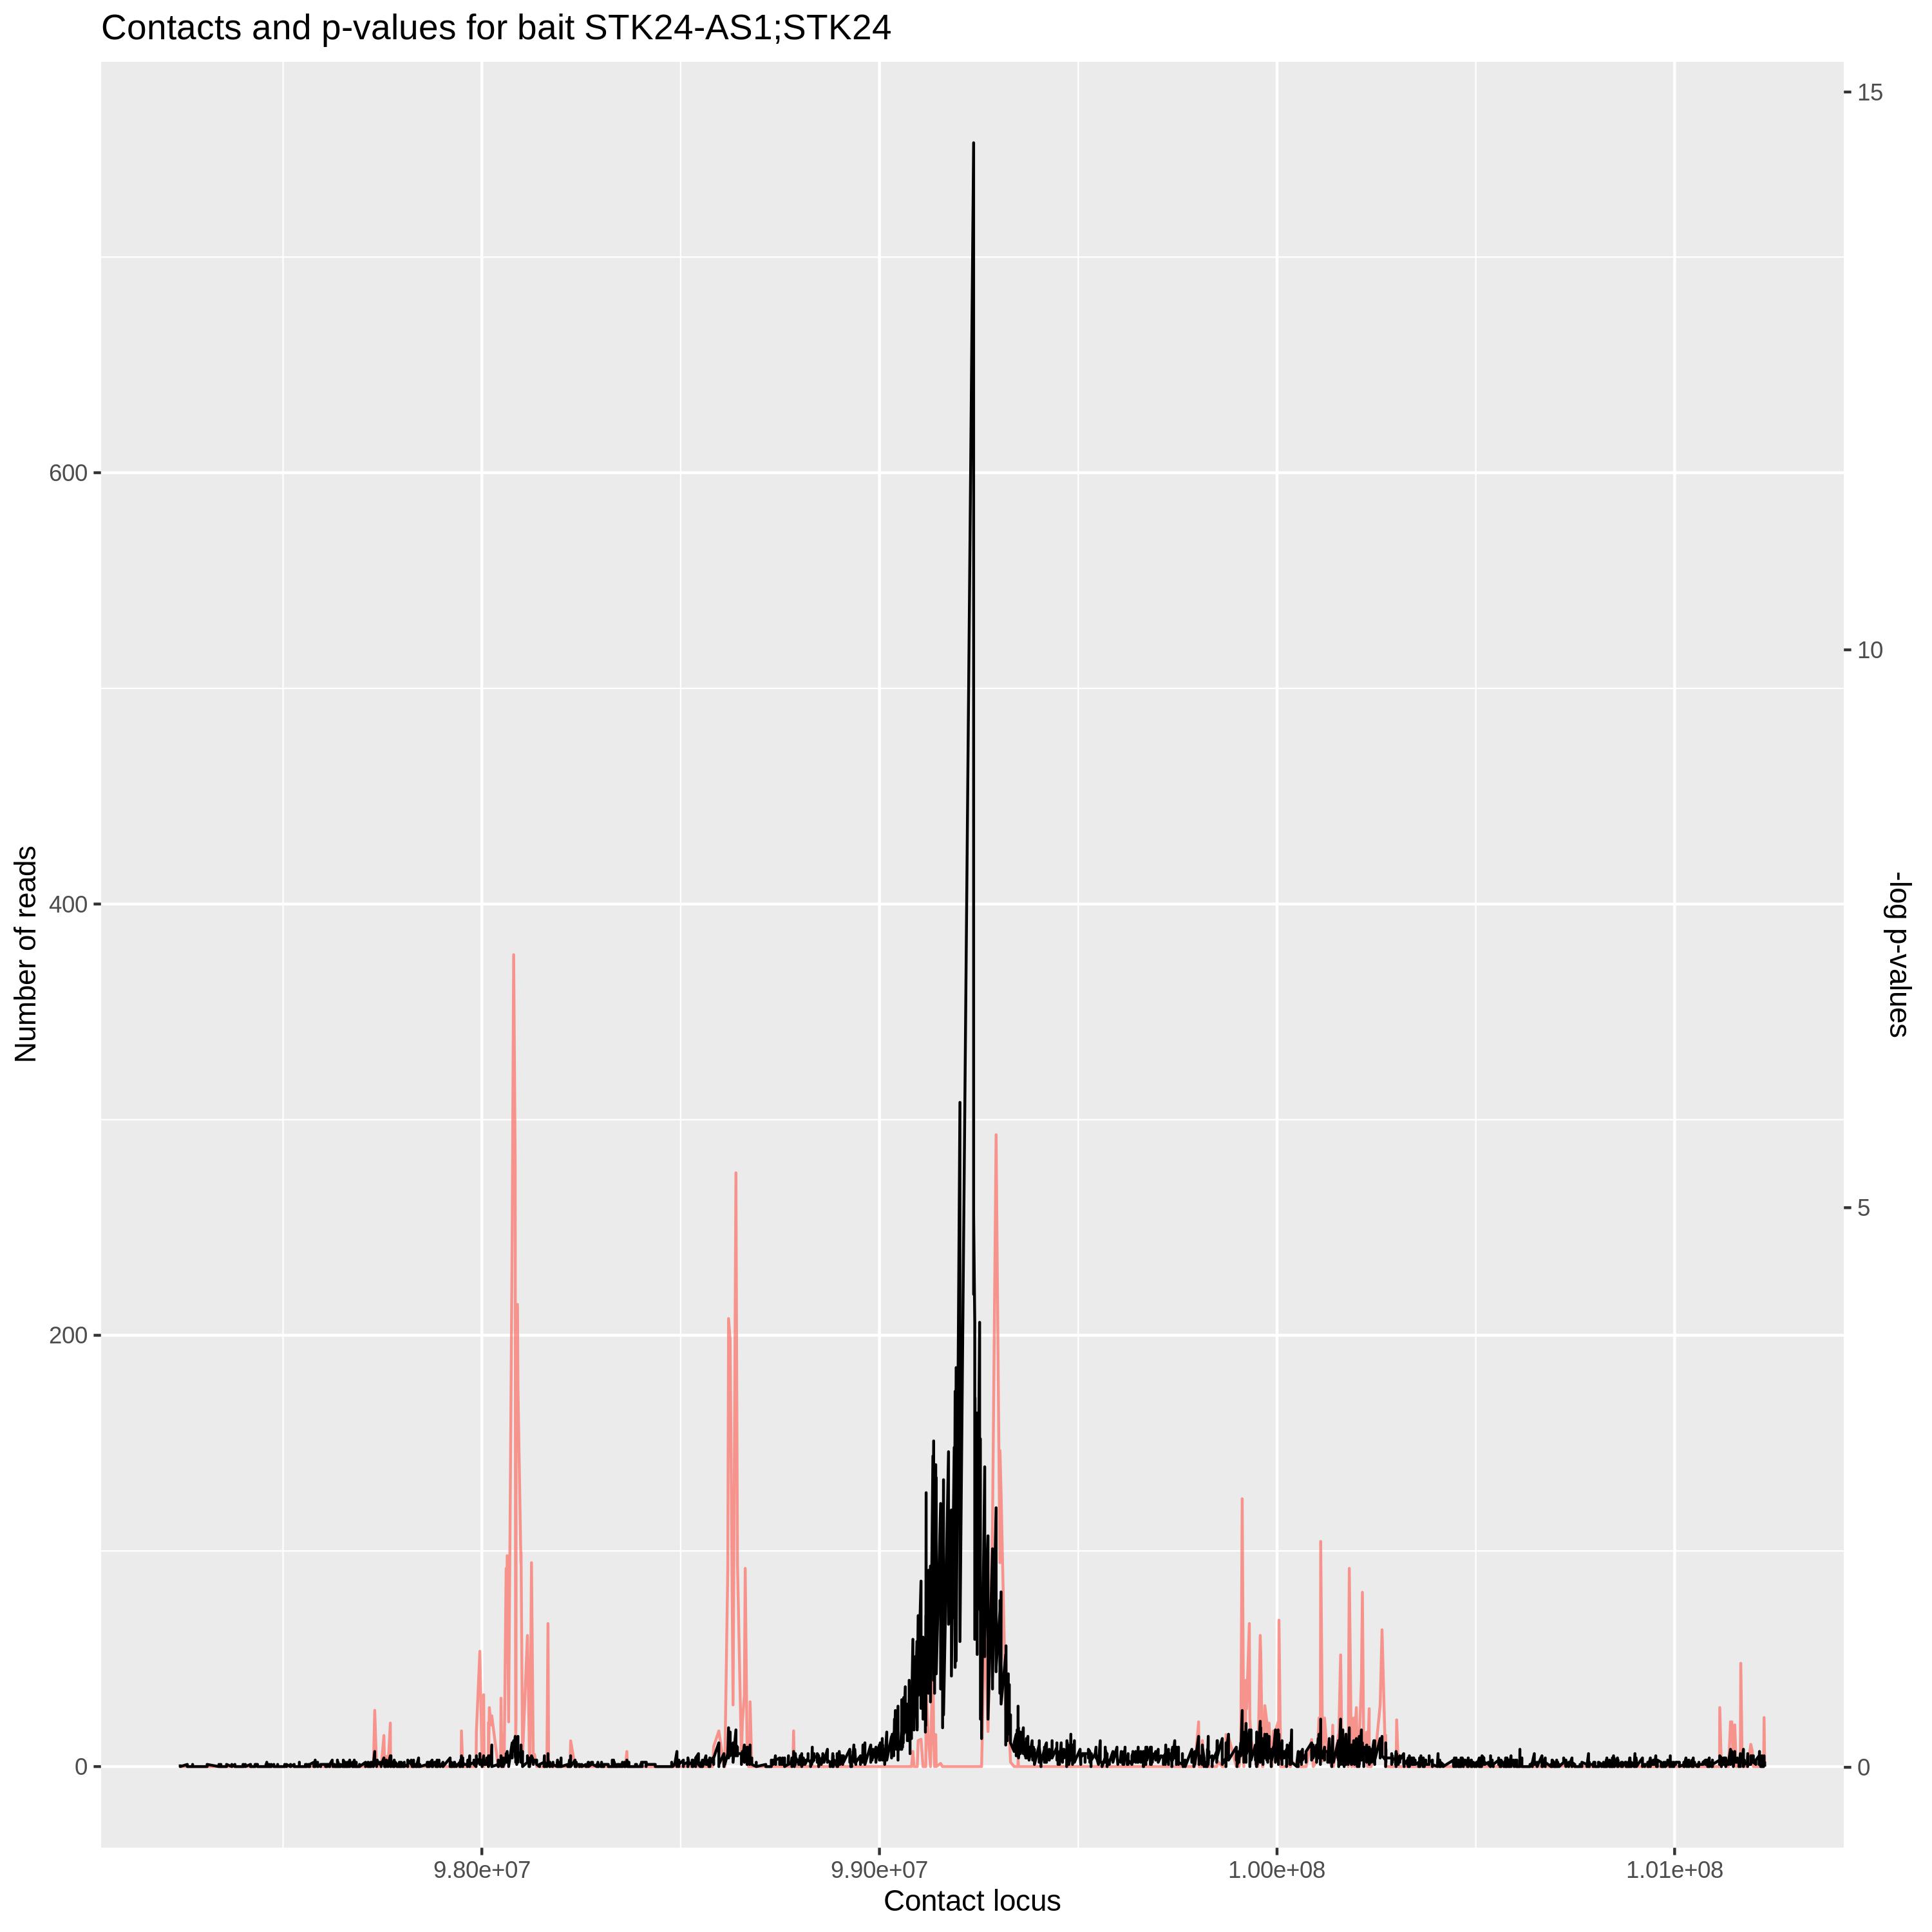 Contacts and p-values for bait STK24-AS1;STK24
15
10
5
0
600
400
200
0
Number of reads
-log p-values
9.80e+07 9.90e+07 1.00e+08 1.01e+08
Contact locus